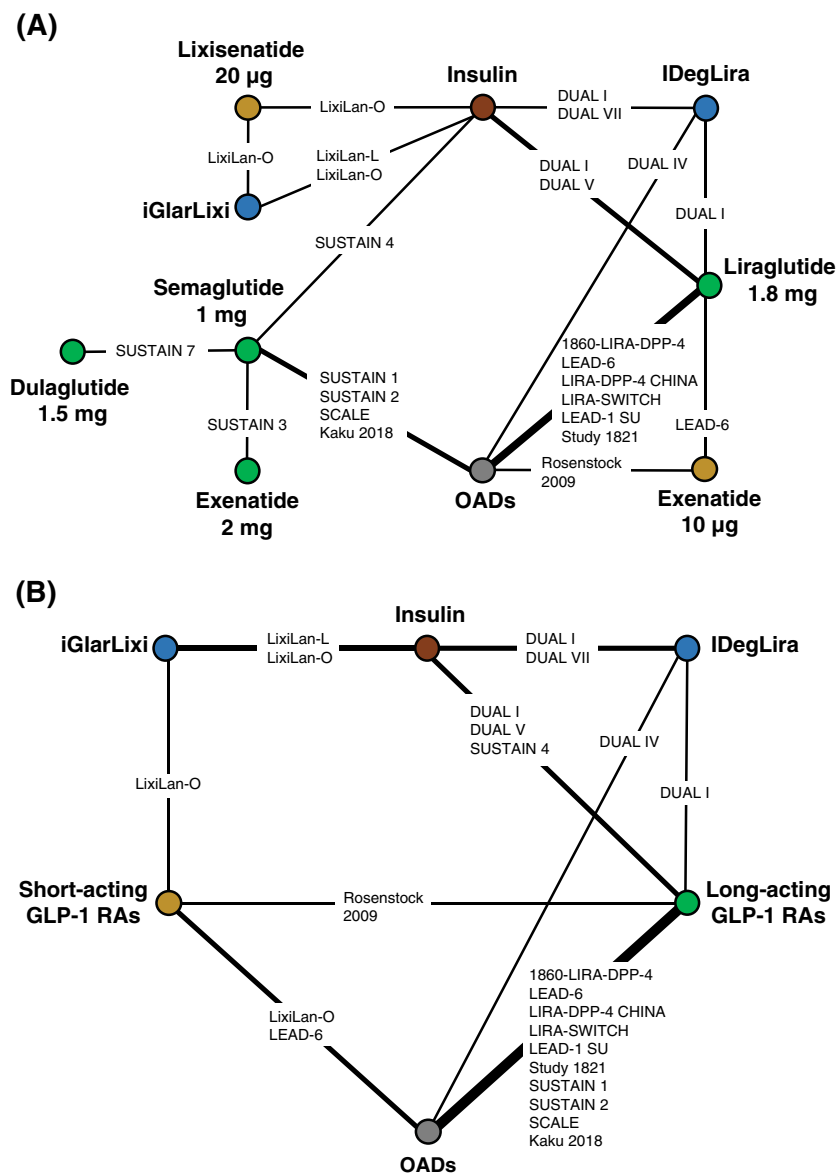 (A)
Lixisenatide
20 µg
Insulin
IDegLira
LixiLan-O
DUAL I
DUAL VII
LixiLan-O
LixiLan-L
LixiLan-O
DUAL I
DUAL V
DUAL IV
iGlarLixi
DUAL I
SUSTAIN 4
Semaglutide
1 mg
Liraglutide
1.8 mg
SUSTAIN 7
Dulaglutide
1.5 mg
SUSTAIN 1
SUSTAIN 2
SCALE
Kaku 2018
1860-LIRA-DPP-4
LEAD-6
LIRA-DPP-4 CHINA
LIRA-SWITCH
LEAD-1 SU
Study 1821
SUSTAIN 3
LEAD-6
Rosenstock
2009
Exenatide
2 mg
OADs
Exenatide
10 µg
(B)
iGlarLixi
Insulin
IDegLira
LixiLan-L
LixiLan-O
DUAL I
DUAL VII
DUAL I
DUAL V
SUSTAIN 4
DUAL IV
LixiLan-O
DUAL I
Short-acting
GLP-1 RAs
Rosenstock
2009
Long-acting
GLP-1 RAs
LixiLan-O
LEAD-6
1860-LIRA-DPP-4
LEAD-6
LIRA-DPP-4 CHINA
LIRA-SWITCH
LEAD-1 SU
Study 1821
SUSTAIN 1
SUSTAIN 2
SCALE
Kaku 2018
OADs